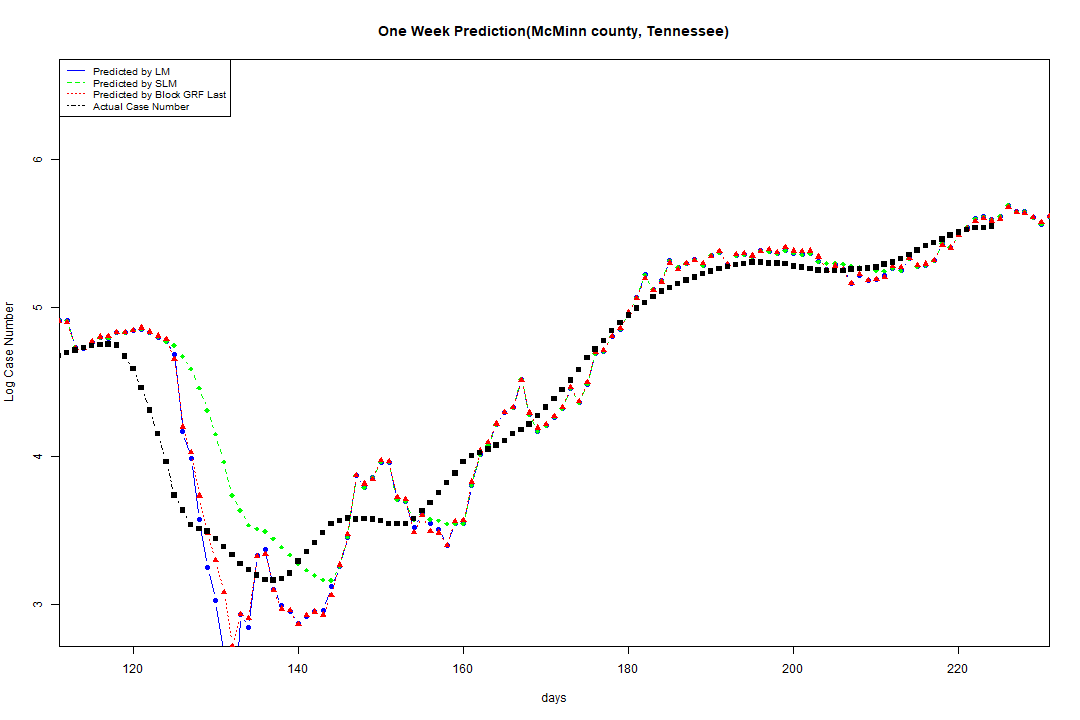 One Week Prediction(McMinn county, Tennessee)
Predicted by LM
Predicted by SLM
Predicted by Block GRF Last
Actual Case Number
6
5
4
3
Log Case Number
120 140 160 180 200 220
days